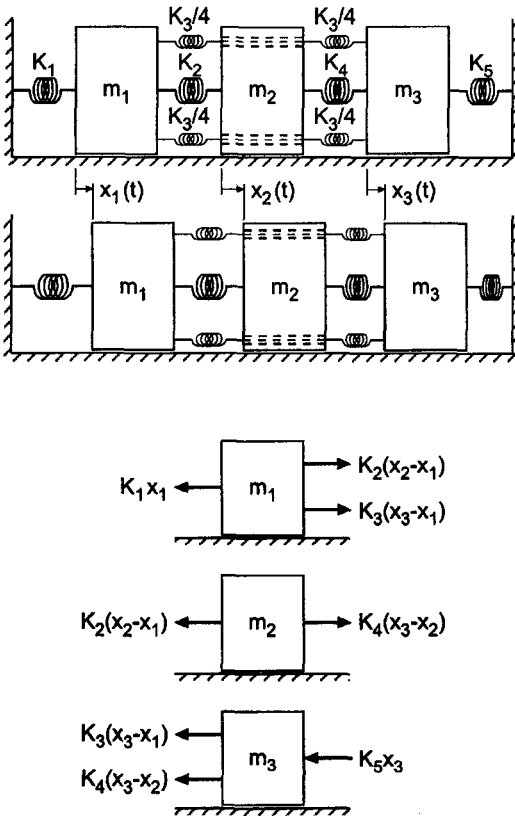 K₃/4 K₃/4
K₁ K₂ K₄ K₅
m₁ m₂ m₃
K₃/4 K₃/4
x₁(t) x₂(t) x₃(t)
m₁ m₂ m₃
K₁x₁ m₁ K₂(x₂-x₁)
K₃(x₃-x₁)
K₂(x₂-x₁) m₂ K₄(x₃-x₂)
K₃(x₃-x₁)
m₃ K₅x₃
K₄(x₃-x₂)